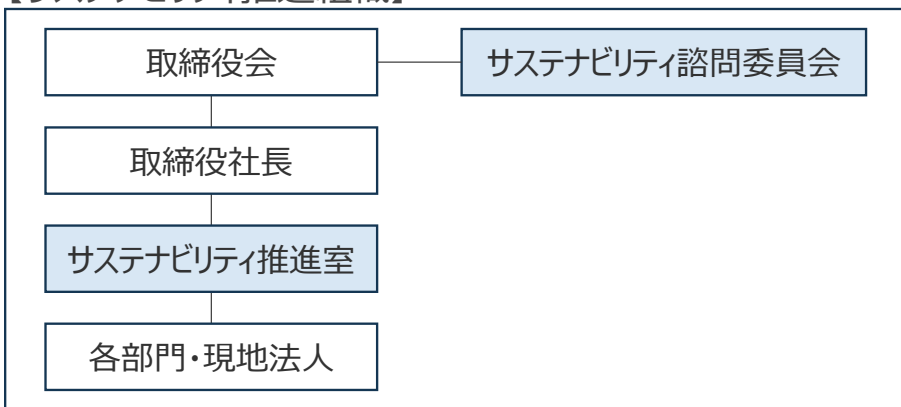 取締役会
サステナビリティ諮問委員会
取締役社長
サステナビリティ推進室
各部門・現地法人